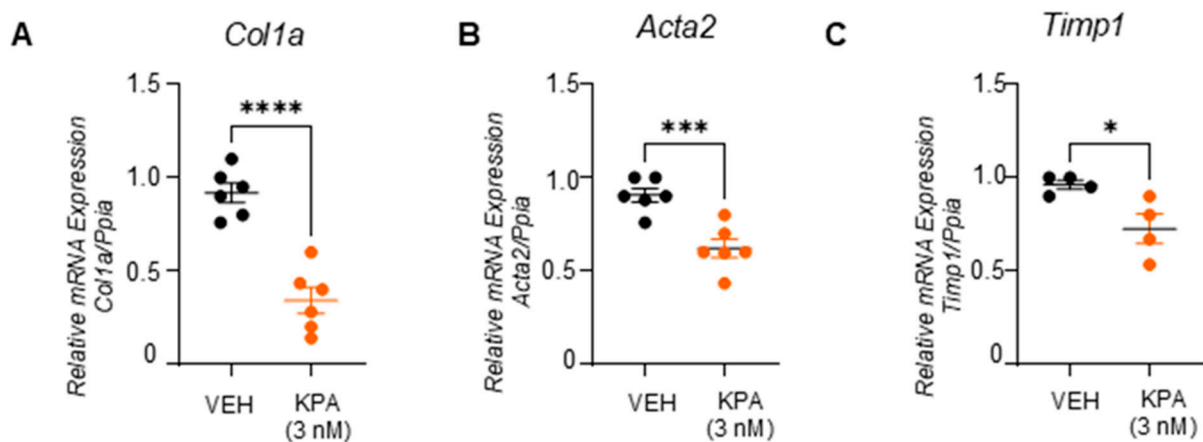 A
Col1a
Relative mRNA Expression
Col1a/Ppia
1.5
1.0
0.5
0
****
VEH
KPA
(3 nM)
B
Acta2
Relative mRNA Expression
Acta2/Ppia
1.5
1.0
0.5
0
***
VEH
KPA
(3 nM)
C
Timp1
Relative mRNA Expression
Timp1/Ppia
1.5
1.0
0.5
0
*
VEH
KPA
(3 nM)